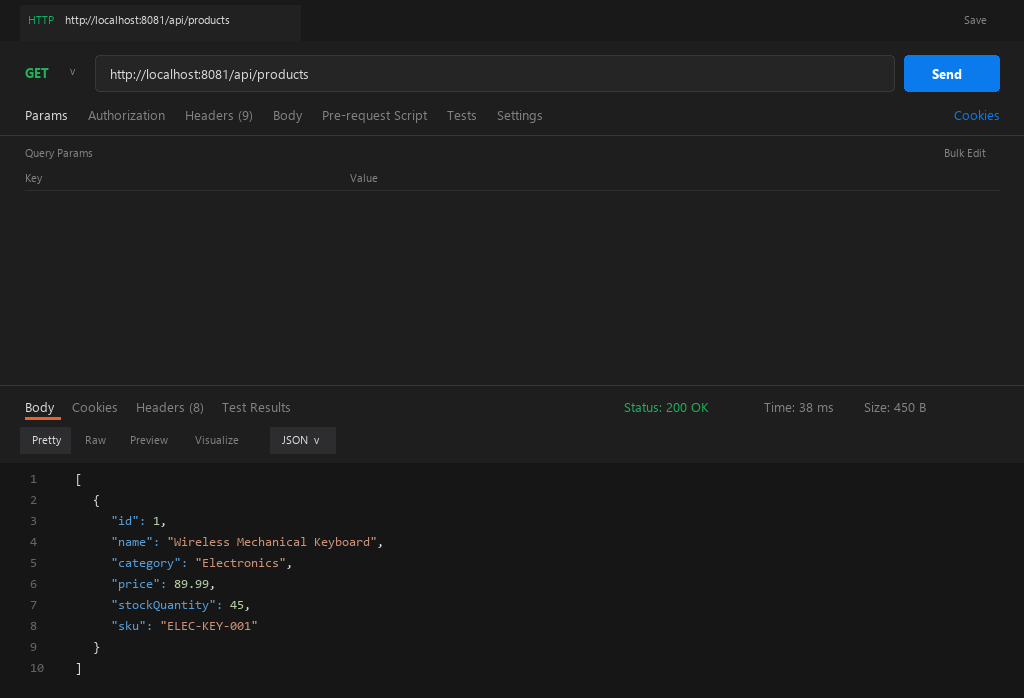 HTTP http://localhost:8081/api/products Save
GET v http://localhost:8081/api/products Send
Params Authorization Headers (9) Body Pre-request Script Tests Settings Cookies
Query Params Bulk Edit
Key Value
Body Cookies Headers (8) Test Results Status: 200 OK Time: 38 ms Size: 450 B
Pretty Raw Preview Visualize JSON v
1 [
2 {
3 "id": 1,
4 "name": "Wireless Mechanical Keyboard",
5 "category": "Electronics",
6 "price": 89.99,
7 "stockQuantity": 45,
8 "sku": "ELEC-KEY-001"
9 }
10 ]